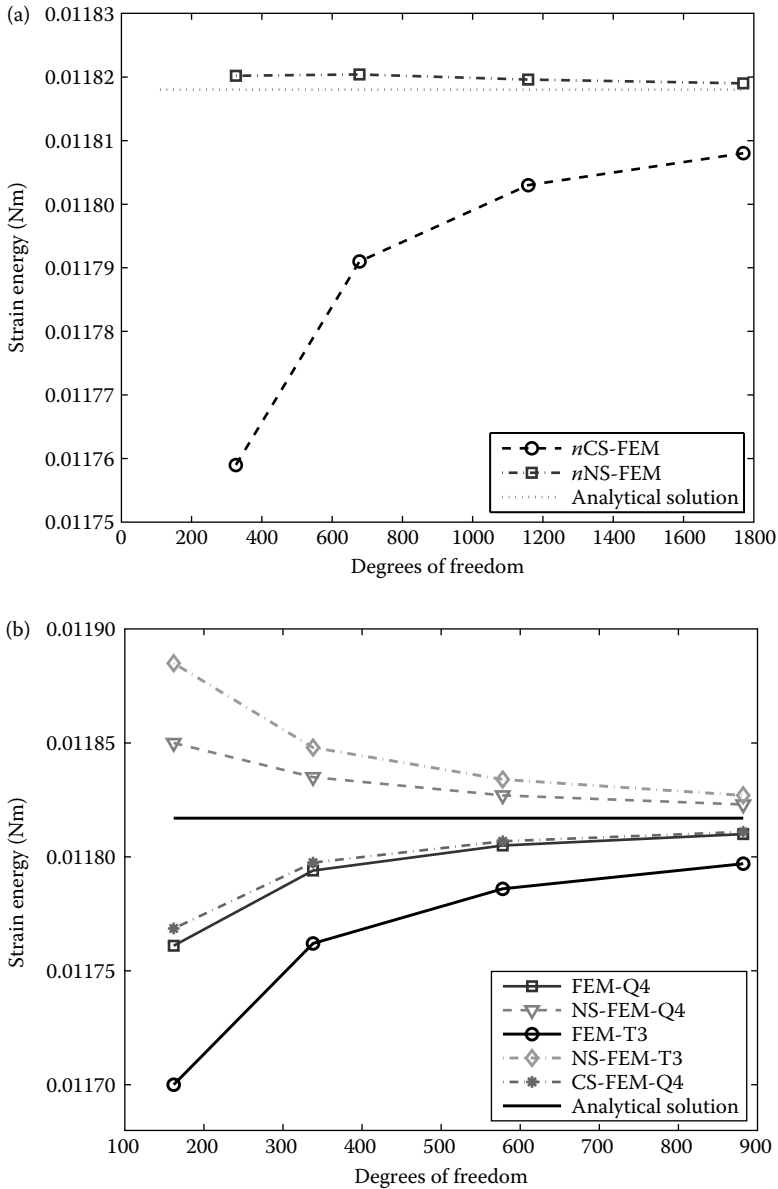 (a)
0.01183
0.01182
0.01181
0.01180
0.01179
0.01178
0.01177
0.01176
0.01175
Strain energy (Nm)
nCS-FEM
nNS-FEM
Analytical solution
0 200 400 600 800 1000 1200 1400 1600 1800
Degrees of freedom
(b)
0.01190
0.01185
0.01180
0.01175
0.01170
Strain energy (Nm)
FEM-Q4
NS-FEM-Q4
FEM-T3
NS-FEM-T3
CS-FEM-Q4
Analytical solution
100 200 300 400 500 600 700 800 900
Degrees of freedom